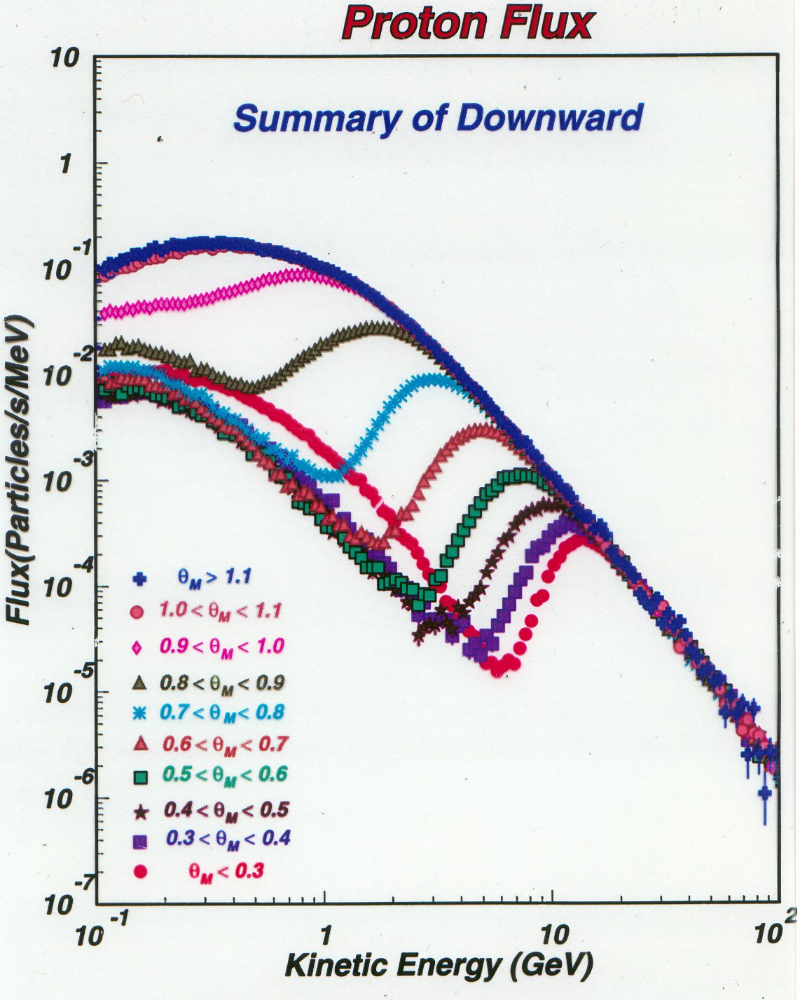 Proton Flux
Summary of Downward
Flux(Particles/s/MeV)
10
1
10 -1
10 -2
10 -3
10 -4
10 -5
10 -6
10 -7
θM > 1.1
1.0 < θM < 1.1
0.9 < θM < 1.0
0.8 < θM < 0.9
0.7 < θM < 0.8
0.6 < θM < 0.7
0.5 < θM < 0.6
0.4 < θM < 0.5
0.3 < θM < 0.4
θM < 0.3
10 -1
1
10
10 2
Kinetic Energy (GeV)